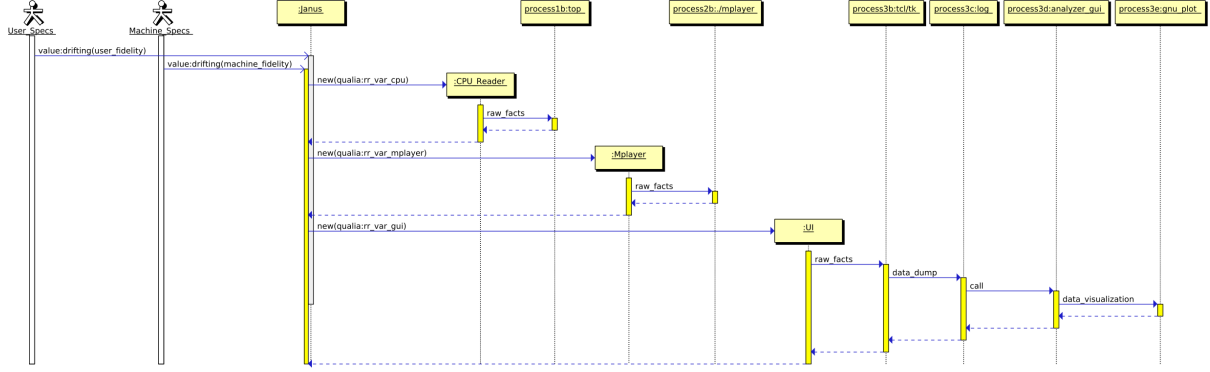 :Janus
process1b:top
process2b:./mplayer
process3b:tcl/tk
process3c:log
process3d:analyzer_gui
process3e:gnu_plot
User_Specs
Machine_Specs
value:drifting(user_fidelity)
value:drifting(machine_fidelity)
new(qualia:rr_var_cpu)
:CPU_Reader
raw_facts
new(qualia:rr_var_mplayer)
:Mplayer
raw_facts
new(qualia:rr_var_gui)
:UI
raw_facts
data_dump
call
data_visualization